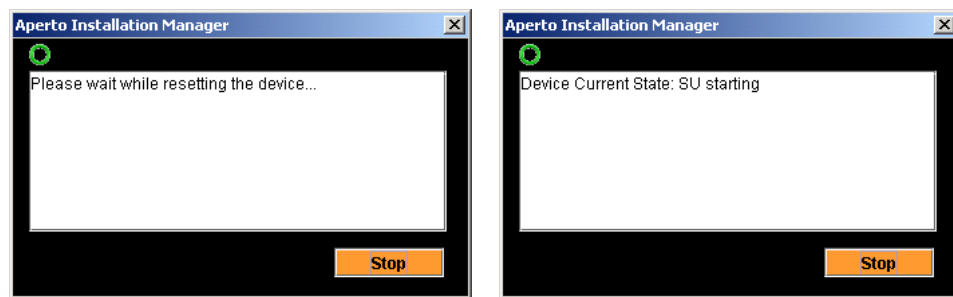 Aperto Installation Manager
Please wait while resetting the device...
Stop
Aperto Installation Manager
Device Current State: SU starting
Stop